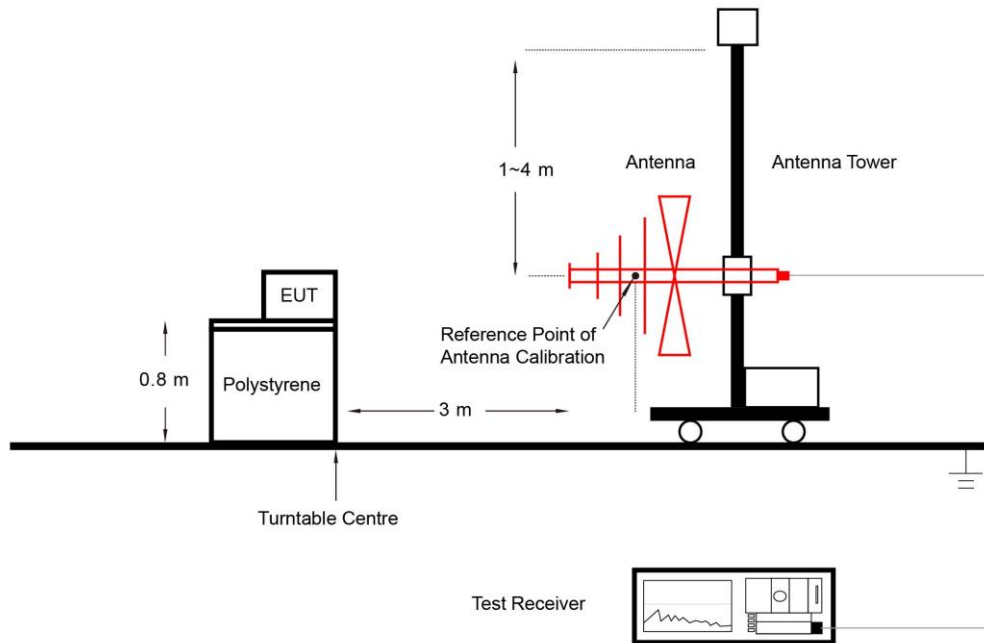 1~4 m
Antenna
Antenna Tower
EUT
Reference Point of
Antenna Calibration
0.8 m
Polystyrene
3 m
Turntable Centre
Test Receiver